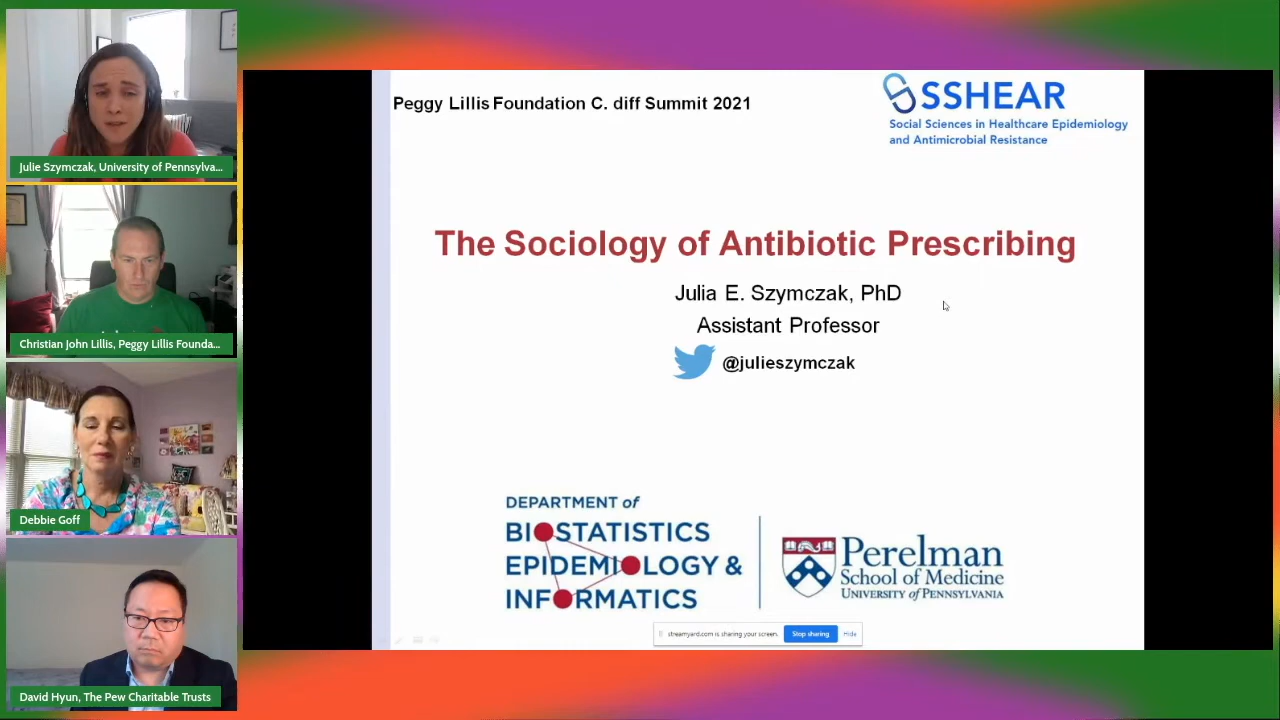 Julie Szymczak, University of Pennsylva...
Christian John Lillis, Peggy Lillis Founda...
Debbie Goff
David Hyun, The Pew Charitable Trusts
Peggy Lillis Foundation C. diff Summit 2021
SSHEAR
Social Sciences in Healthcare Epidemiology
and Antimicrobial Resistance
The Sociology of Antibiotic Prescribing
Julia E. Szymczak, PhD
Assistant Professor
@julieszymczak
DEPARTMENT of
BIOSTATISTICS
EPIDEMIOLOGY &
INFORMATICS
Perelman
School of Medicine
UNIVERSITY of PENNSYLVANIA
streamyard.com is sharing your screen.
Stop sharing
Hide